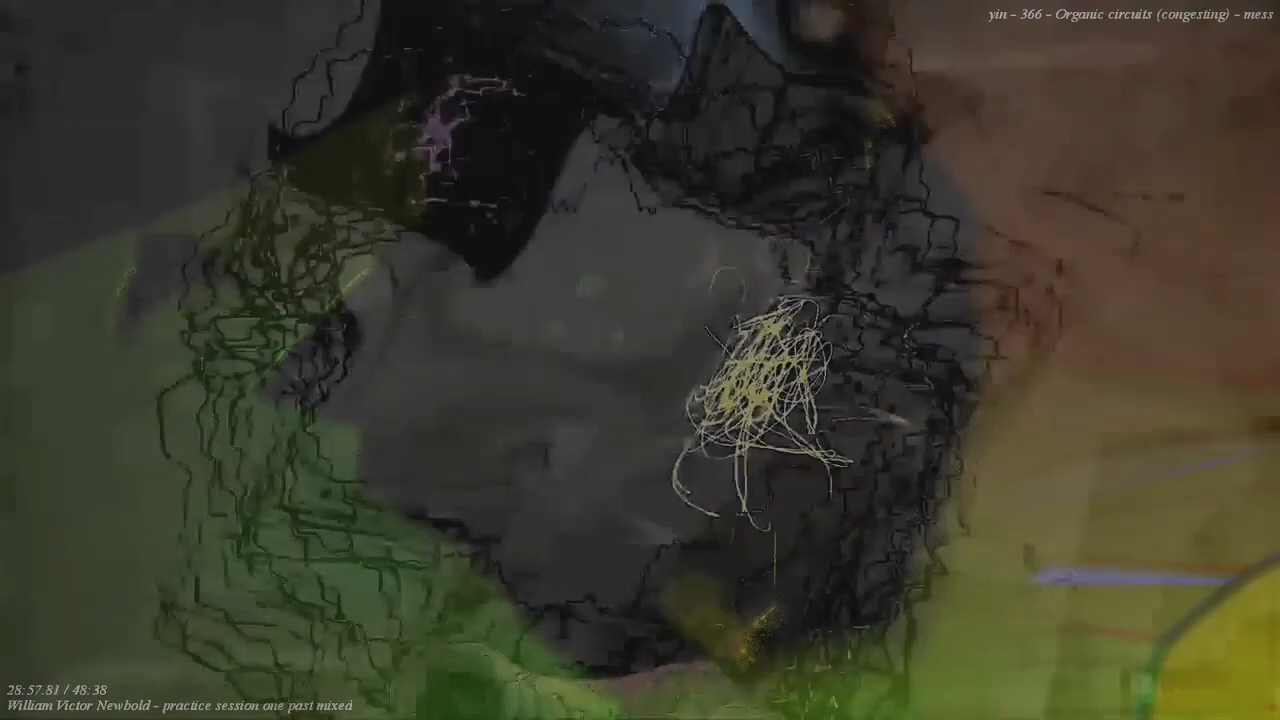 yin - 366 - Organic circuits (congesting) - mess
28:57.81 / 48:38
William Victor Newbold - practice session one past mixed